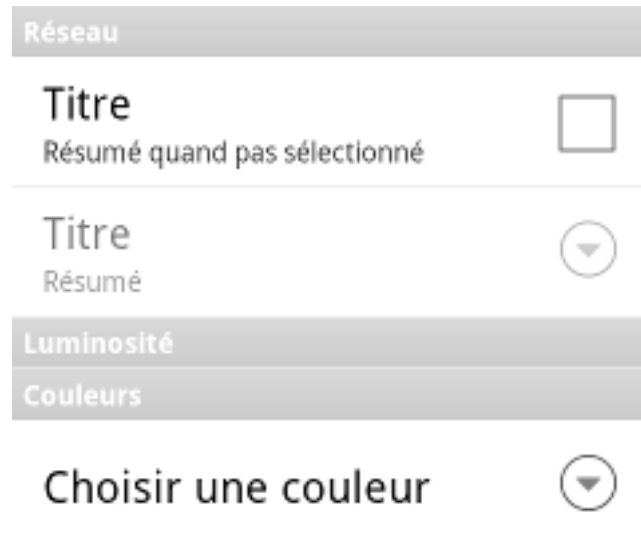 Réseau
Titre
Résumé quand pas sélectionné
Titre
Résumé
Luminosité
Couleurs
Choisir une couleur